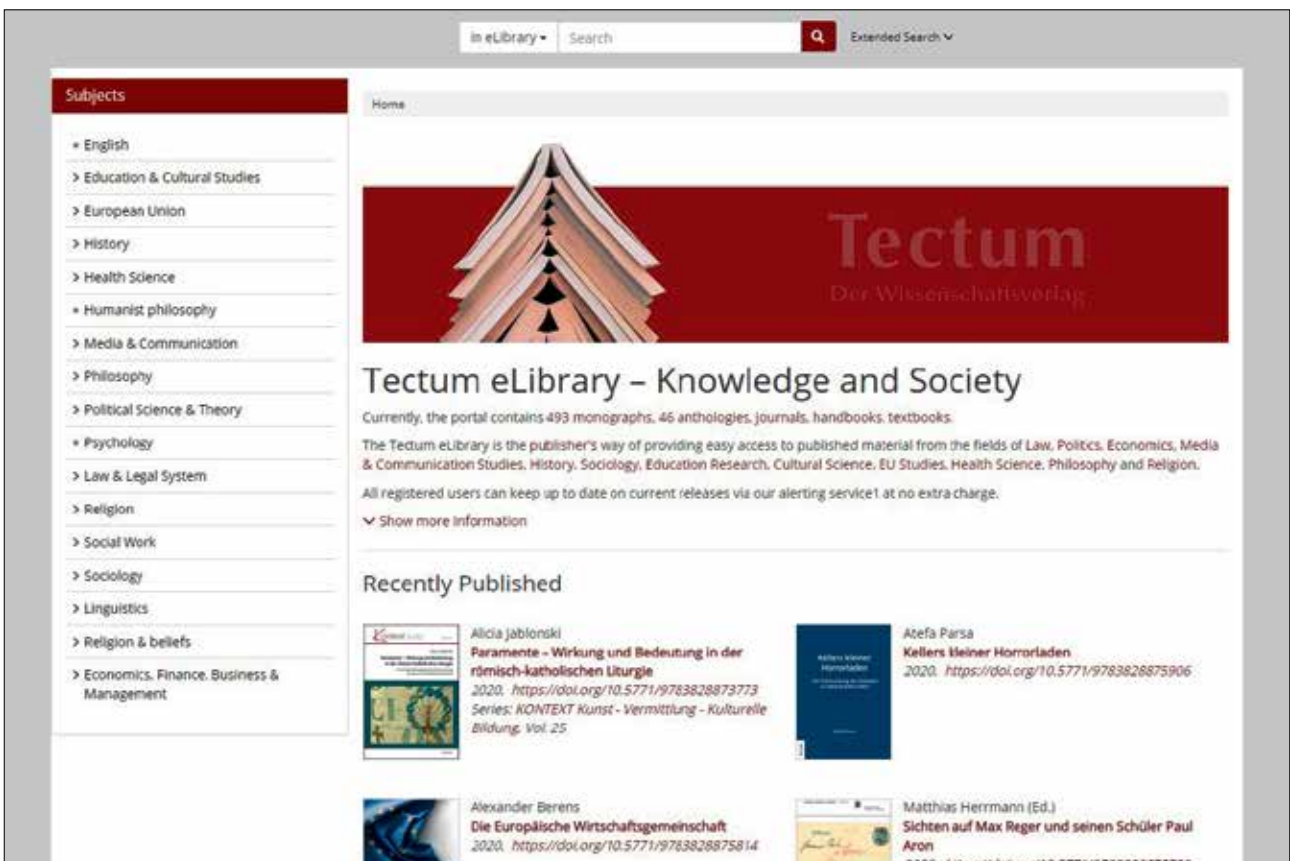 in eLibrary
Search
Extended Search
Subjects
English
Education & Cultural Studies
European Union
History
Health Science
Humanist philosophy
Media & Communication
Philosophy
Political Science & Theory
Psychology
Law & Legal System
Religion
Social Work
Sociology
Linguistics
Religion & beliefs
Economics, Finance, Business &
Management
Home
Tectum
Der Wissenschaftsverlag
Tectum eLibrary – Knowledge and Society
Currently, the portal contains 493 monographs, 46 anthologies, journals, handbooks, textbooks.
The Tectum eLibrary is the publisher's way of providing easy access to published material from the fields of Law, Politics, Economics, Media
& Communication Studies, History, Sociology, Education Research, Cultural Science, EU Studies, Health Science, Philosophy and Religion.
All registered users can keep up to date on current releases via our alerting service1 at no extra charge.
Show more Information
Recently Published
Alicia Jablonski
Paramente – Wirkung und Bedeutung in der
römisch-katholischen Liturgie
2020. https://doi.org/10.5771/9783828873773
Series: KONTEXT Kunst - Vermittlung - Kulturelle
Bildung, Vol. 25
Kellers kleiner
Horrorladen
Atefa Parsa
Kellers kleiner Horrorladen
2020. https://doi.org/10.5771/9783828875906
Alexander Berens
Die Europäische Wirtschaftsgemeinschaft
2020. https://doi.org/10.5771/9783828875814
Matthias Herrmann (Ed.)
Sichten auf Max Reger und seinen Schüler Paul
Aron